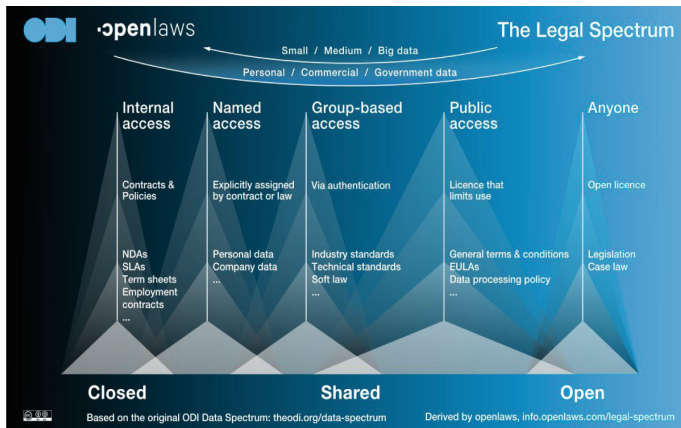 ODI openlaws
The Legal Spectrum
Small / Medium / Big data
Personal / Commercial / Government data
Internal
access
Named
access
Group-based
access
Public
access
Anyone
Contracts &
Policies
Explicitly assigned
by contract or law
Via authentication
Licence that
limits use
Open licence
NDAs
SLAs
Term sheets
Employment
contracts
...
Personal data
Company data
...
Industry standards
Technical standards
Soft law
...
General terms & conditions
EULAs
Data processing policy
...
Legislation
Case law
Closed
Shared
Open
Based on the original ODI Data Spectrum: theodi.org/data-spectrum
Derived by openlaws, info.openlaws.com/legal-spectrum